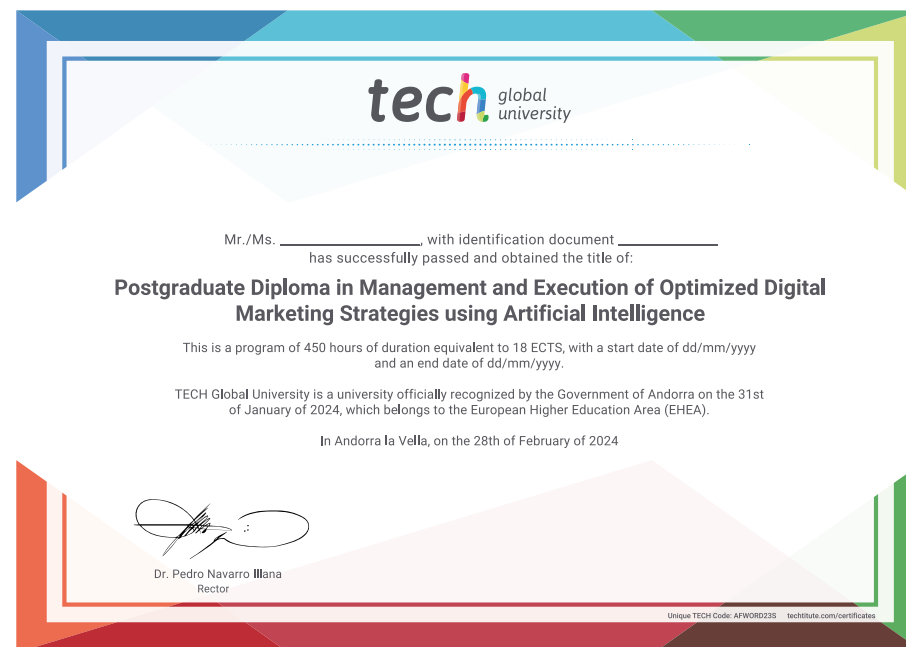 tech global university
Mr./Ms. ____________, with identification document ____________
has successfully passed and obtained the title of:
Postgraduate Diploma in Management and Execution of Optimized Digital
Marketing Strategies using Artificial Intelligence
This is a program of 450 hours of duration equivalent to 18 ECTS, with a start date of dd/mm/yyyy
and an end date of dd/mm/yyyy.
TECH Global University is a university officially recognized by the Government of Andorra on the 31st
of January of 2024, which belongs to the European Higher Education Area (EHEA).
In Andorra la Vella, on the 28th of February of 2024
Dr. Pedro Navarro Illana
Rector
Unique TECH Code: AFWORD23S techtitute.com/certificates